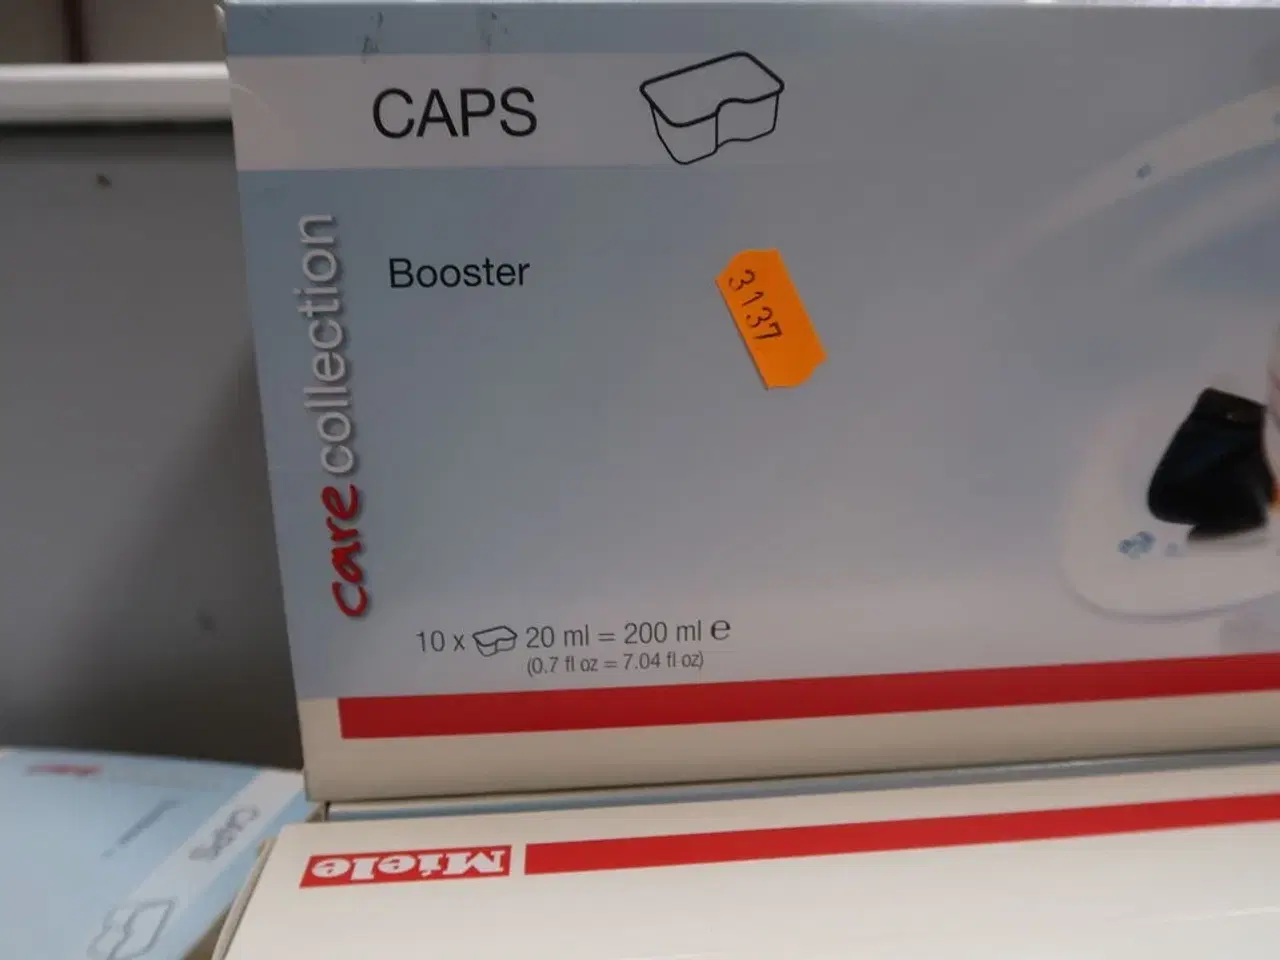 CAPS
Booster
3137
care collection
10 x 20 ml = 200 ml ℮
(0.7 fl oz = 7.04 fl oz)
Miele
CAPS